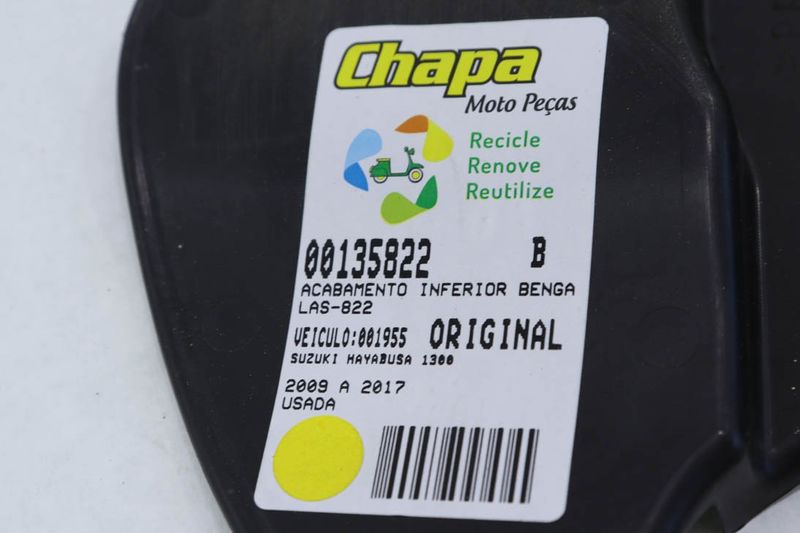 Chapa
Moto Peças
Recicle
Renove
Reutilize
00135822 B
ACABAMENTO INFERIOR BENGA
LAS-822
VEICULO:001955 ORIGINAL
SUZUKI HAYABUSA 1300
2009 A 2017
USADA